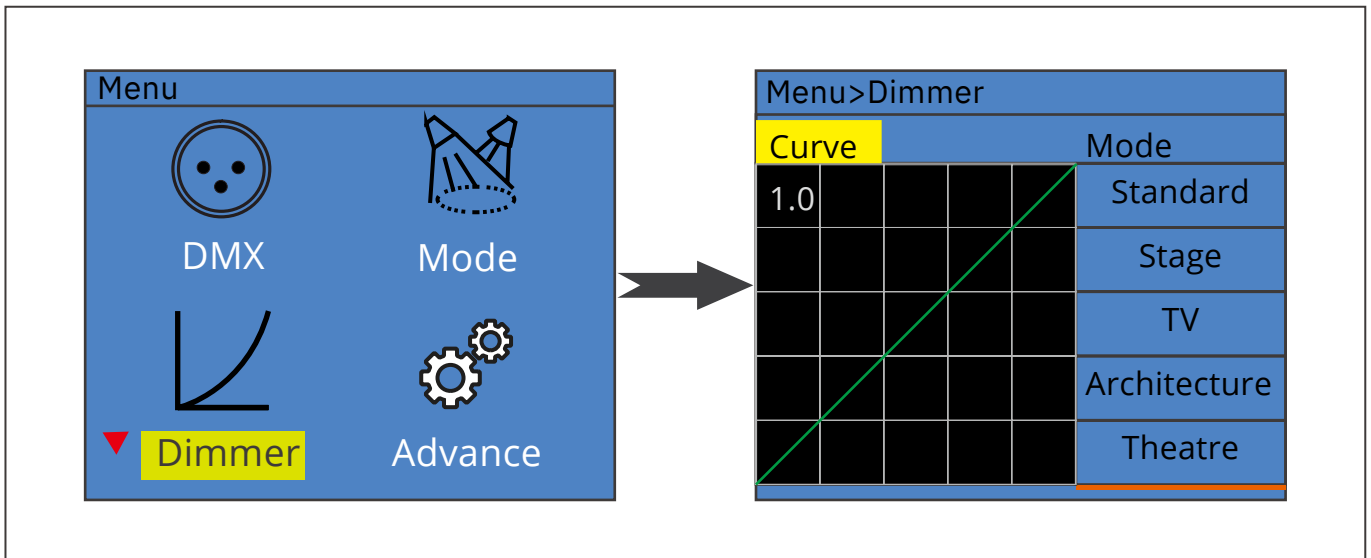 Menu
DMX
Mode
Dimmer
Advance
Menu>Dimmer
Curve
Mode
1.0
Standard
Stage
TV
Architecture
Theatre